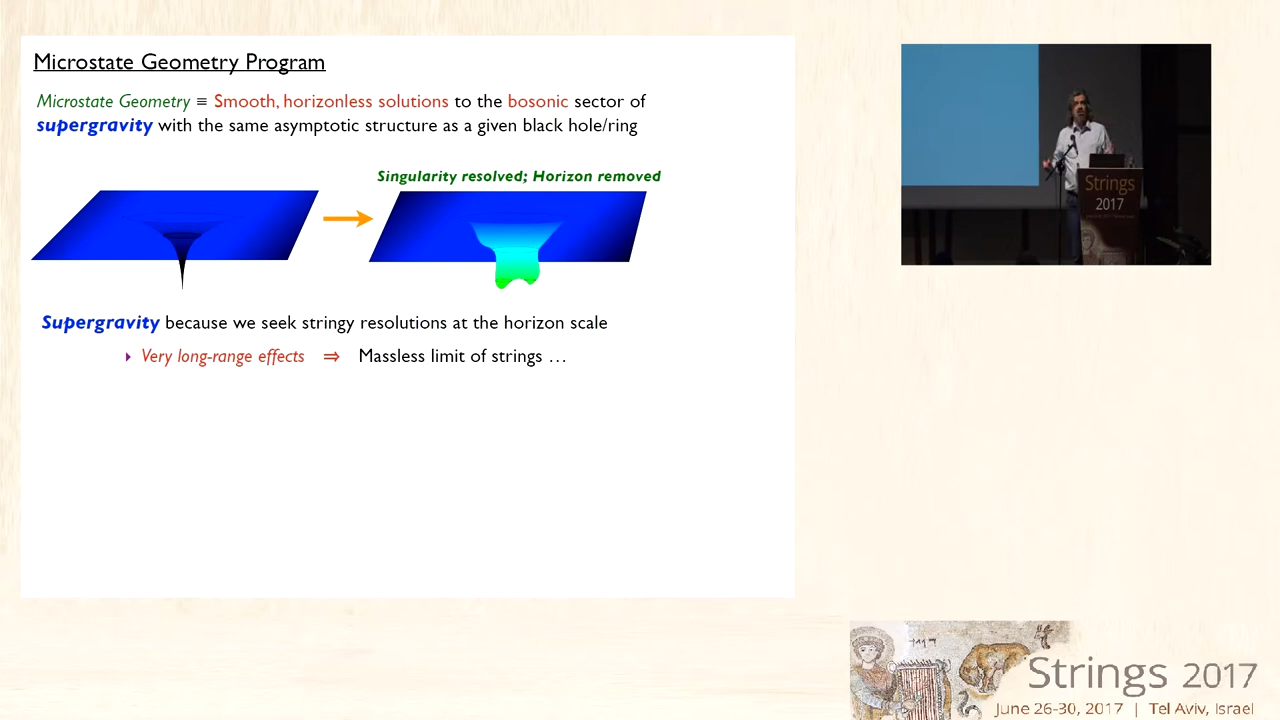 Microstate Geometry Program
Microstate Geometry ≡ Smooth, horizonless solutions to the bosonic sector of
supergravity with the same asymptotic structure as a given black hole/ring
Singularity resolved; Horizon removed
Supergravity because we seek stringy resolutions at the horizon scale
Very long-range effects ⇒ Massless limit of strings …
Strings
2017
Strings 2017
June 26-30, 2017 | Tel Aviv, Israel